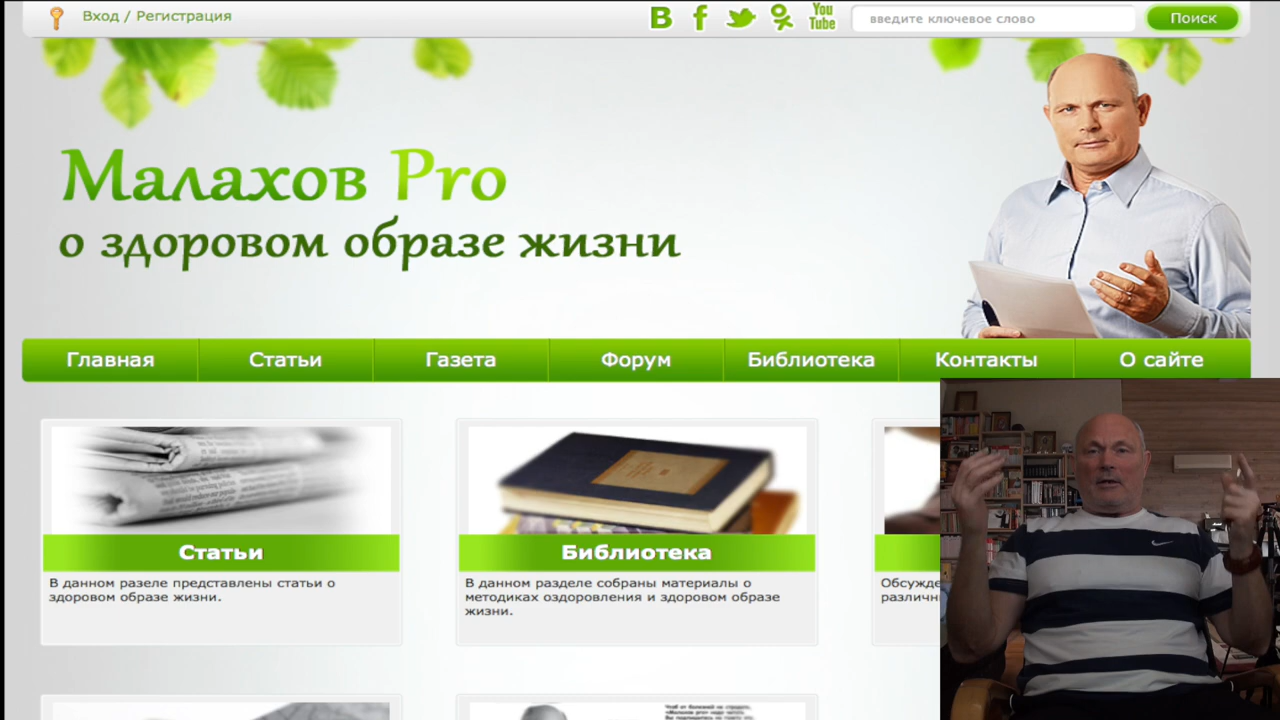 Вход / Регистрация
B f You Tube
введите ключевое слово
Поиск
Малахов Pro
о здоровом образе жизни
Главная Статьи Газета Форум Библиотека Контакты О сайте
Статьи
В данном разеле представлены статьи о
здоровом образе жизни.
Библиотека
В данном разделе собраны материалы о
методиках оздоровления и здоровом образе
жизни.
Обсужде
различн